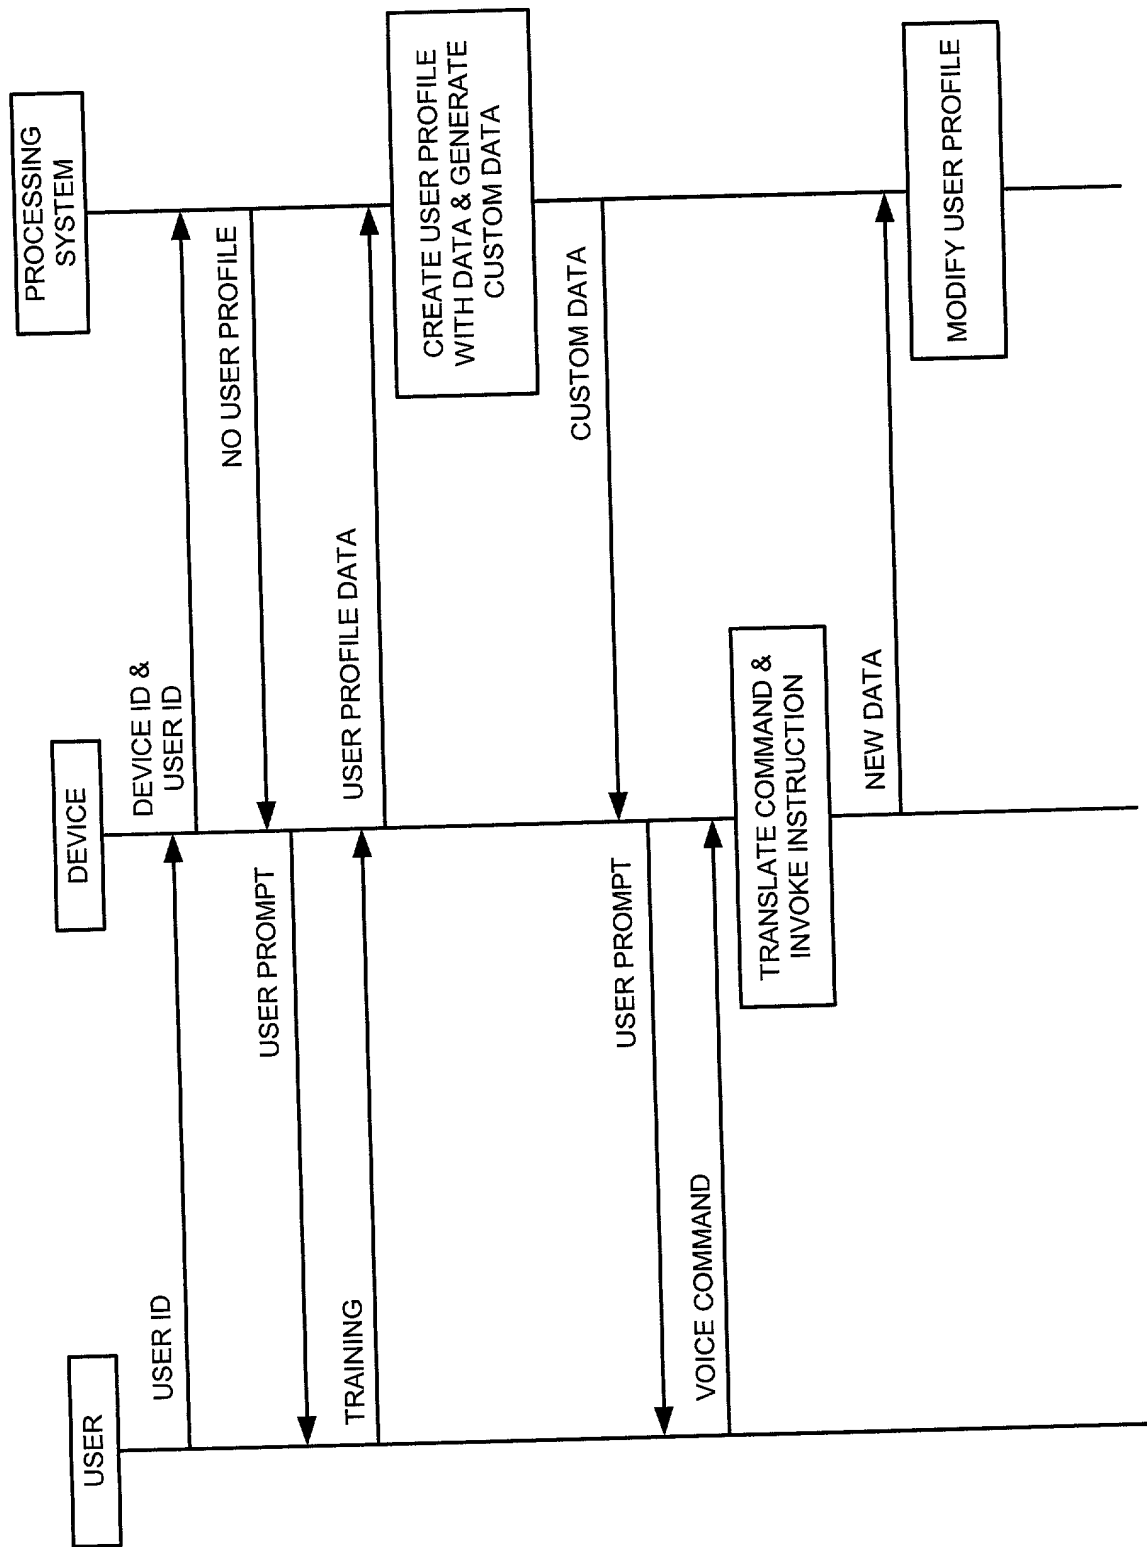 USER
DEVICE
PROCESSING
SYSTEM
USER ID
DEVICE ID &
USER ID
NO USER PROFILE
USER PROMPT
TRAINING
USER PROFILE DATA
CREATE USER PROFILE
WITH DATA & GENERATE
CUSTOM DATA
CUSTOM DATA
USER PROMPT
VOICE COMMAND
TRANSLATE COMMAND &
INVOKE INSTRUCTION
NEW DATA
MODIFY USER PROFILE